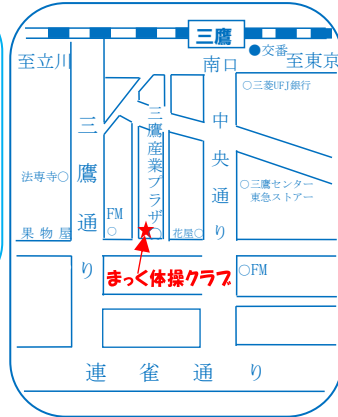 三鷹
●交番
至立川
南口
至東京
○三菱UFJ銀行
三鷹産業プラザ○
三鷹通り
中央通り
法専寺○
○三鷹センター
東急ストアー
果物屋
FM
○
★
花屋○
まっく体操クラブ
○FM
連雀通り